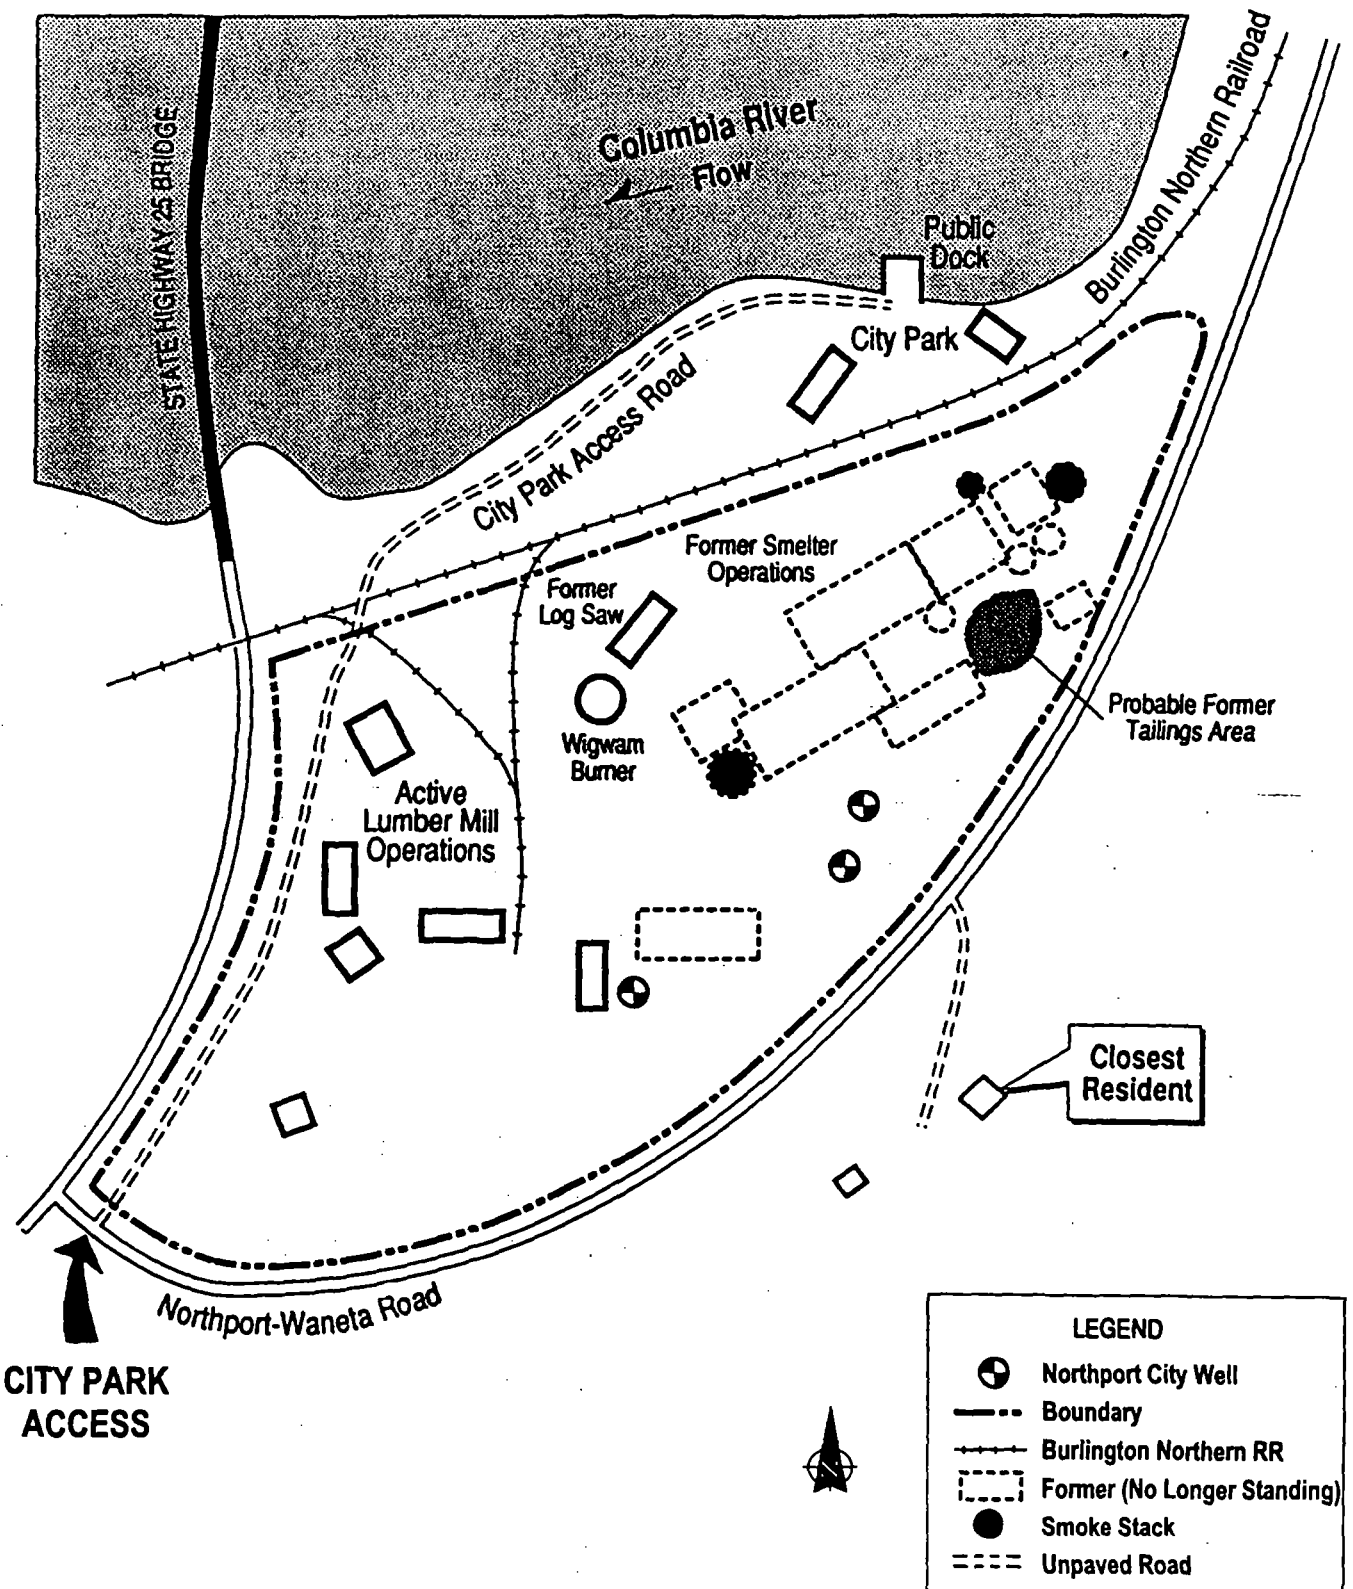 Burlington Northern Railroad
STATE HIGHWAY 25 BRIDGE
Columbia River
Flow
Public
Dock
City Park
City Park Access Road
Former Smelter
Operations
Former
Log Saw
Wigwam
Burner
Probable Former
Tailings Area
Active
Lumber Mill
Operations
Closest
Resident
Northport-Waneta Road
CITY PARK
ACCESS
LEGEND
Northport City Well
Boundary
Burlington Northern RR
Former (No Longer Standing)
Smoke Stack
Unpaved Road